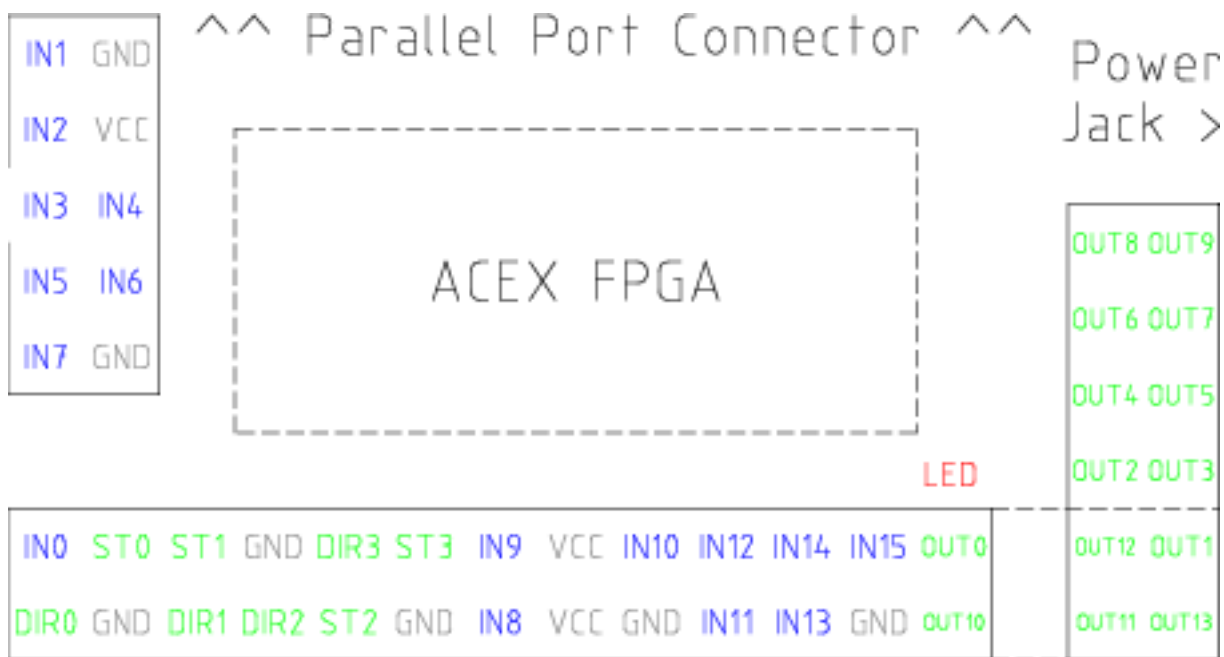 ^^ Parallel Port Connector ^^
Power
Jack >
IN1 GND
IN2 VCC
IN3 IN4
IN5 IN6
IN7 GND
ACEX FPGA
OUT8 OUT9
OUT6 OUT7
OUT4 OUT5
OUT2 OUT3
OUT12 OUT1
OUT11 OUT13
LED
IN0 ST0 ST1 GND DIR3 ST3 IN9 VCC IN10 IN12 IN14 IN15 OUT0
DIR0 GND DIR1 DIR2 ST2 GND IN8 VCC GND IN11 IN13 GND OUT10